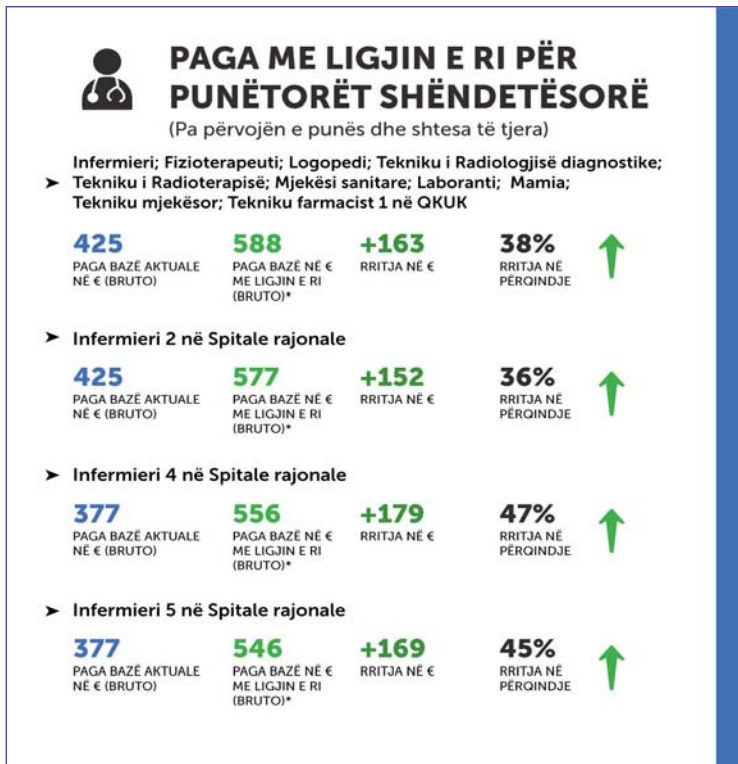 PAGA ME LIGJIN E RI PËR
PUNËTORËT SHËNDETËSORË
(Pa përvojën e punës dhe shtesa të tjera)
Infermieri; Fizioterapeuti; Logopedi; Tekniku i Radiologjisë diagnostike;
➤ Tekniku i Radioterapisë; Mjekësi sanitare; Laboranti; Mamia;
Tekniku mjekësor; Tekniku farmacist 1 në QKUK
425 588 +163 38%
PAGA BAZË AKTUALE PAGA BAZË NË € RRITJA NË € RRITJA NË
NË € (BRUTO) ME LIGJIN E RI PËRQINDJE
(BRUTO)*
➤ Infermieri 2 në Spitale rajonale
425 577 +152 36%
PAGA BAZË AKTUALE PAGA BAZË NË € RRITJA NË € RRITJA NË
NË € (BRUTO) ME LIGJIN E RI PËRQINDJE
(BRUTO)*
➤ Infermieri 4 në Spitale rajonale
377 556 +179 47%
PAGA BAZË AKTUALE PAGA BAZË NË € RRITJA NË € RRITJA NË
NË € (BRUTO) ME LIGJIN E RI PËRQINDJE
(BRUTO)*
➤ Infermieri 5 në Spitale rajonale
377 546 +169 45%
PAGA BAZË AKTUALE PAGA BAZË NË € RRITJA NË € RRITJA NË
NË € (BRUTO) ME LIGJIN E RI PËRQINDJE
(BRUTO)*